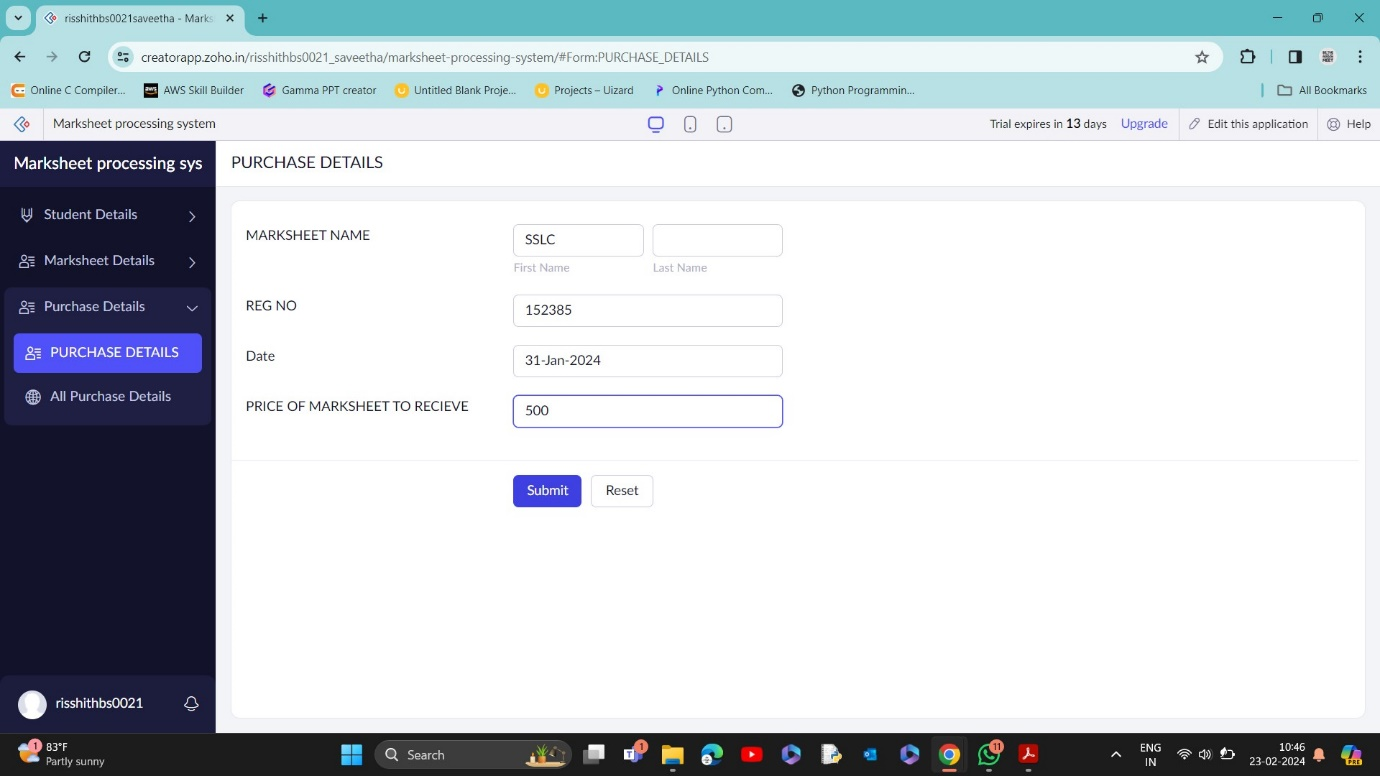 risshithbs0021saveetha - Marks
creatorapp.zoho.in/risshithbs0021_saveetha/marksheet-processing-system/#Form:PURCHASE_DETAILS
Online C Compiler... AWS Skill Builder Gamma PPT creator Untitled Blank Proje... Projects – Uizard Online Python Com... Python Programmin... All Bookmarks
Marksheet processing system Trial expires in 13 days Upgrade Edit this application Help
Marksheet processing sys
PURCHASE DETAILS
Student Details
Marksheet Details
Purchase Details
PURCHASE DETAILS
All Purchase Details
MARKSHEET NAME SSLC
First Name Last Name
REG NO 152385
Date 31-Jan-2024
PRICE OF MARKSHEET TO RECIEVE 500
Submit Reset
risshithbs0021
1 83°F
Partly sunny
Search
1
11
ENG
IN
10:46
23-02-2024
PRE